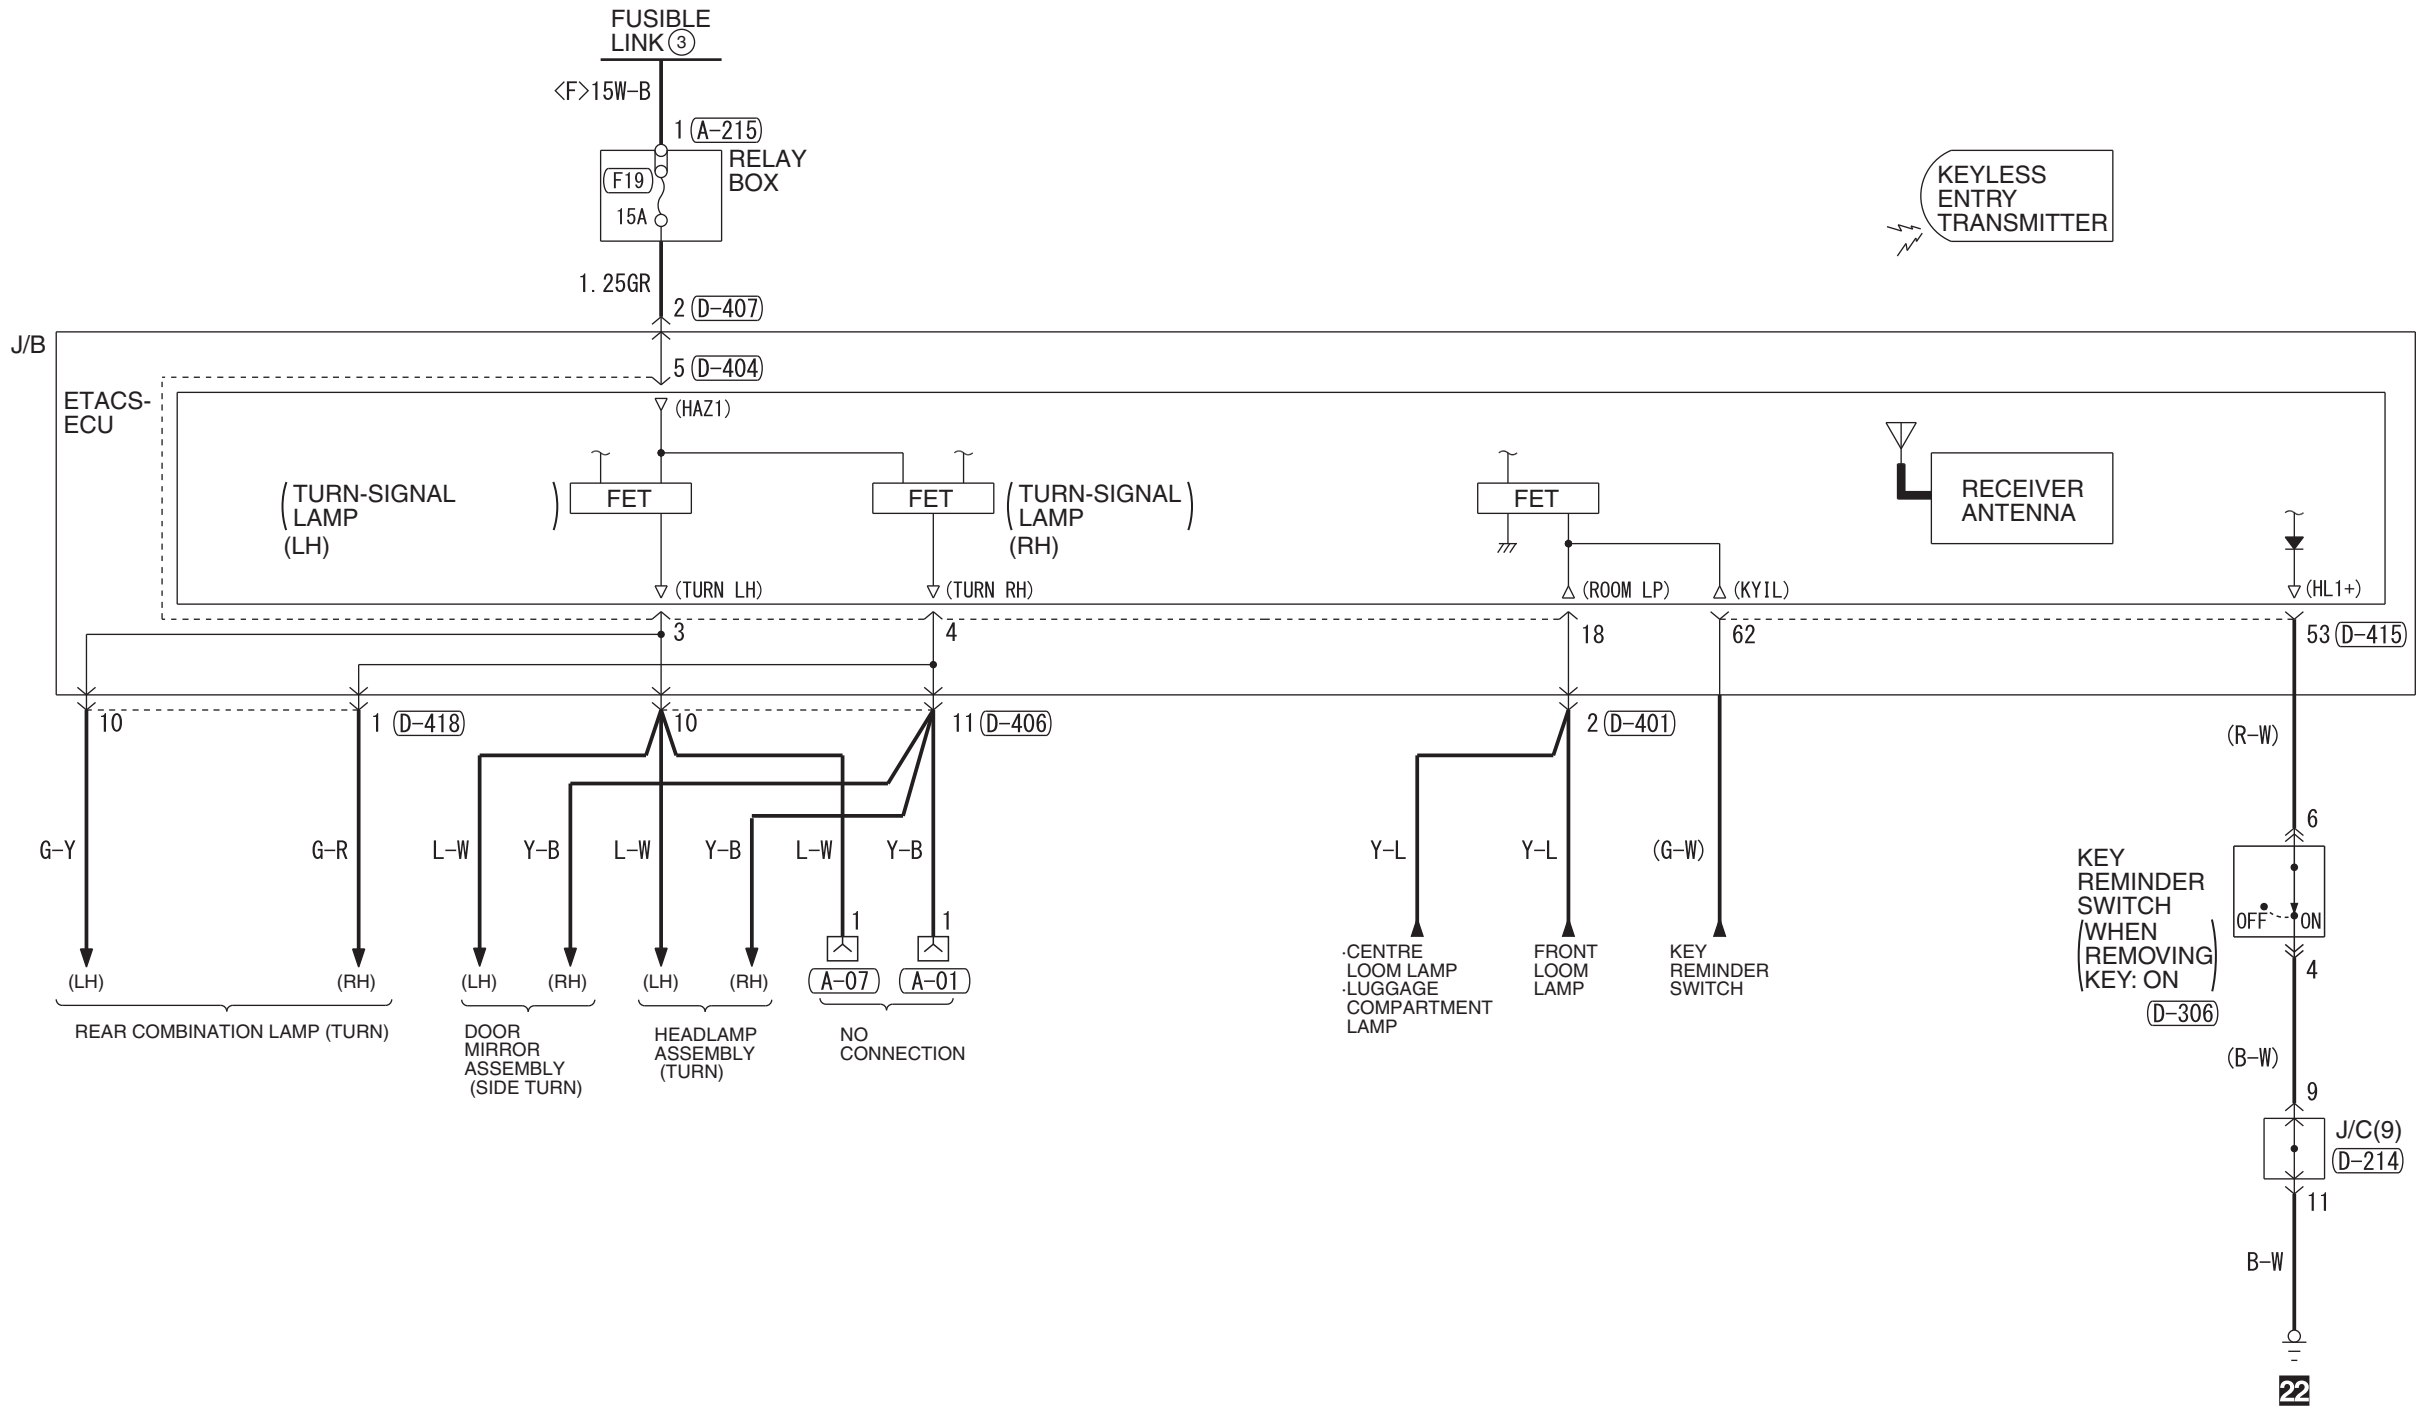 FUSIBLE
LINK ③
<F>15W-B
1 A-215
RELAY
BOX
F19
15A
KEYLESS
ENTRY
TRANSMITTER
1.25GR
2 D-407
J/B
5 D-404
ETACS-
ECU
(HAZ1)
(TURN-SIGNAL
LAMP )
(LH)
FET
FET
(TURN-SIGNAL
LAMP )
(RH)
FET
RECEIVER
ANTENNA
(TURN LH)
(TURN RH)
(ROOM LP)
(KYIL)
(HL1+)
3
4
18
62
53 D-415
10
1 D-418
10
11 D-406
2 D-401
(R-W)
G-Y
G-R
L-W
Y-B
L-W
Y-B
L-W
Y-B
Y-L
Y-L
(G-W)
6
KEY
REMINDER
SWITCH
(WHEN
REMOVING
KEY: ON )
OFF
ON
D-306
4
1
1
A-07
A-01
(LH)
(RH)
(LH)
(RH)
(LH)
(RH)
REAR COMBINATION LAMP (TURN)
DOOR
MIRROR
ASSEMBLY
(SIDE TURN)
HEADLAMP
ASSEMBLY
(TURN)
NO
CONNECTION
·CENTRE
LOOM LAMP
·LUGGAGE
COMPARTMENT
LAMP
FRONT
LOOM
LAMP
KEY
REMINDER
SWITCH
(B-W)
9
J/C(9)
D-214
11
B-W
22